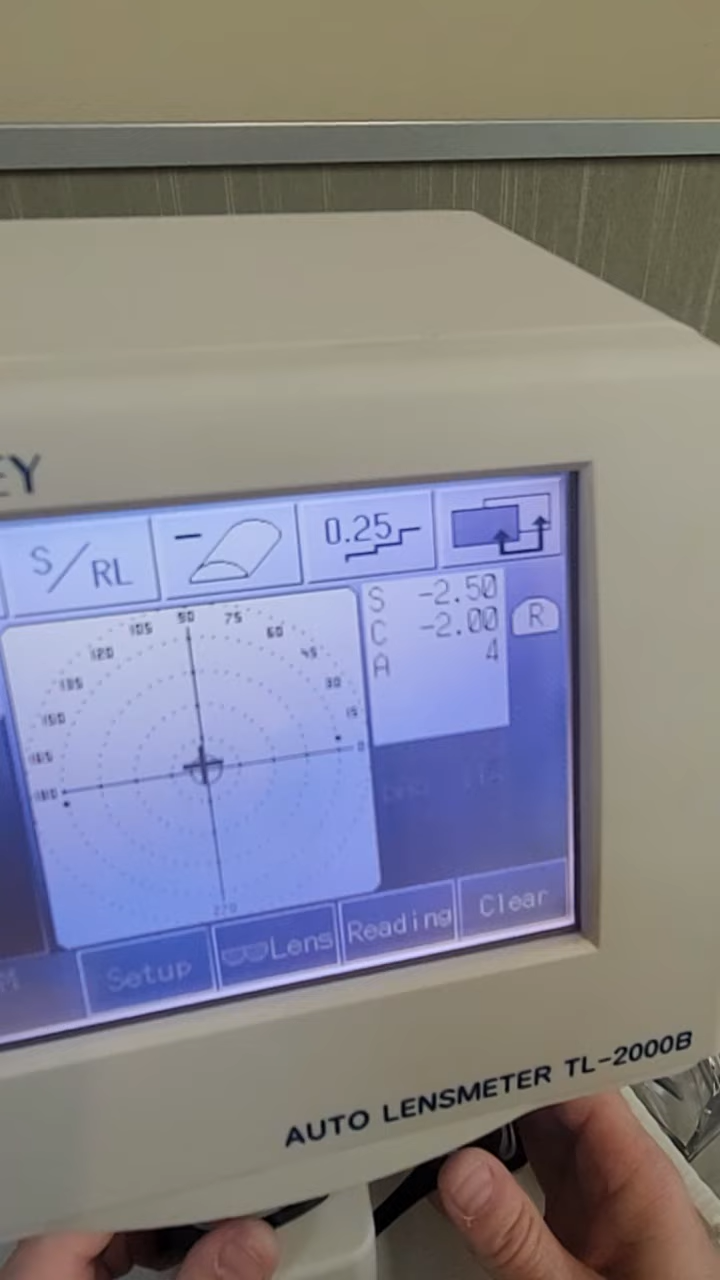 EY
S/RL
0.25
S -2.50
C -2.00
A 4
R
105 90 75
120 60
135 45
150 30
165 15
180 0
270
Setup
Lens
Reading
Clear
AUTO LENSMETER TL-2000B